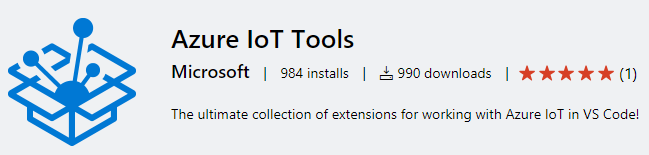 Azure IoT Tools
Microsoft | 984 installs | 990 downloads | (1)
The ultimate collection of extensions for working with Azure IoT in VS Code!